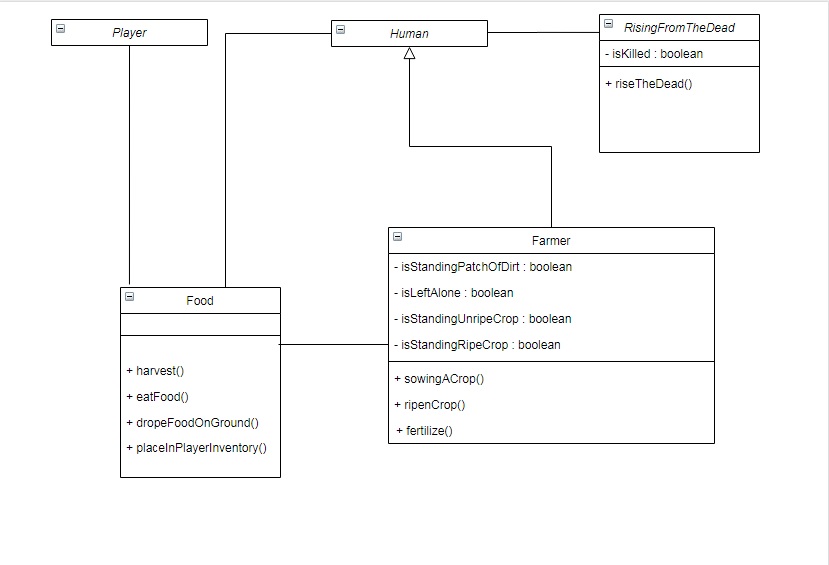 Player
Human
RisingFromTheDead
- isKilled : boolean
+ riseTheDead()
Farmer
- isStandingPatchOfDirt : boolean
- isLeftAlone : boolean
- isStandingUnripeCrop : boolean
- isStandingRipeCrop : boolean
+ sowingACrop()
+ ripenCrop()
+ fertilize()
Food
+ harvest()
+ eatFood()
+ dropeFoodOnGround()
+ placeInPlayerInventory()